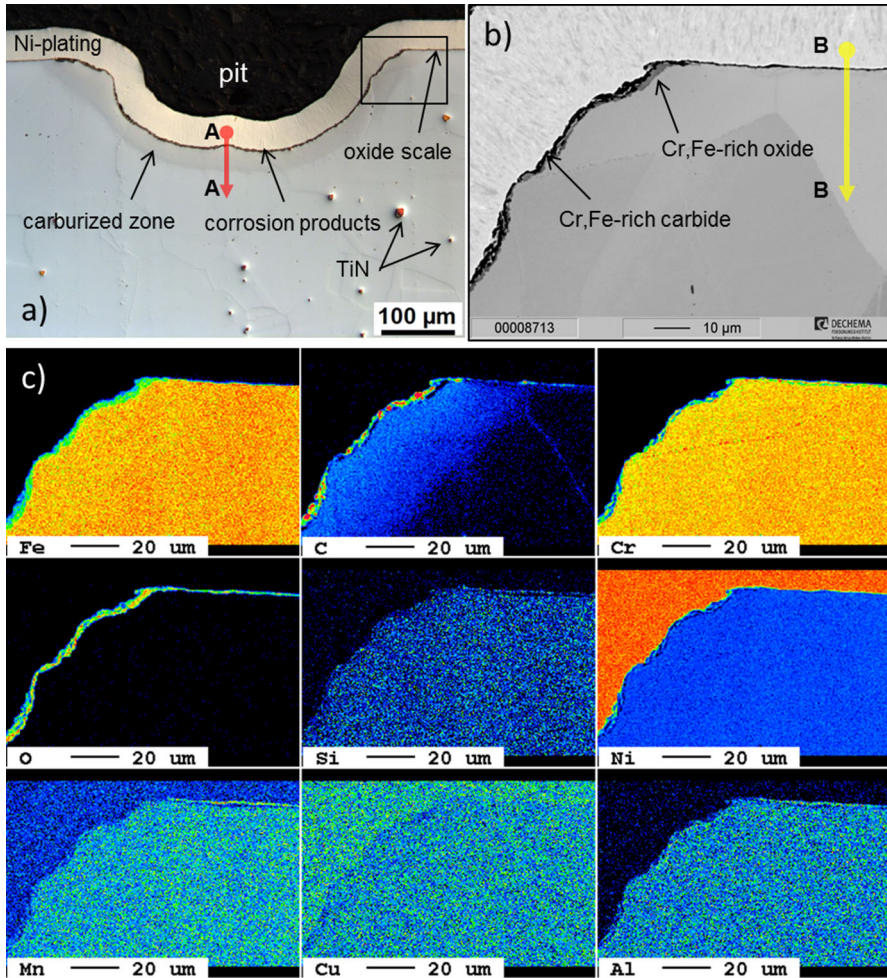 Ni-plating
pit
A
A
oxide scale
carburized zone
corrosion products
TiN
a)
100 µm
b)
B
Cr,Fe-rich oxide
B
Cr,Fe-rich carbide
00008713
10 µm
DECHEMA
c)
Fe 20 um
C 20 um
Cr 20 um
O 20 um
Si 20 um
Ni 20 um
Mn 20 um
Cu 20 um
Al 20 um